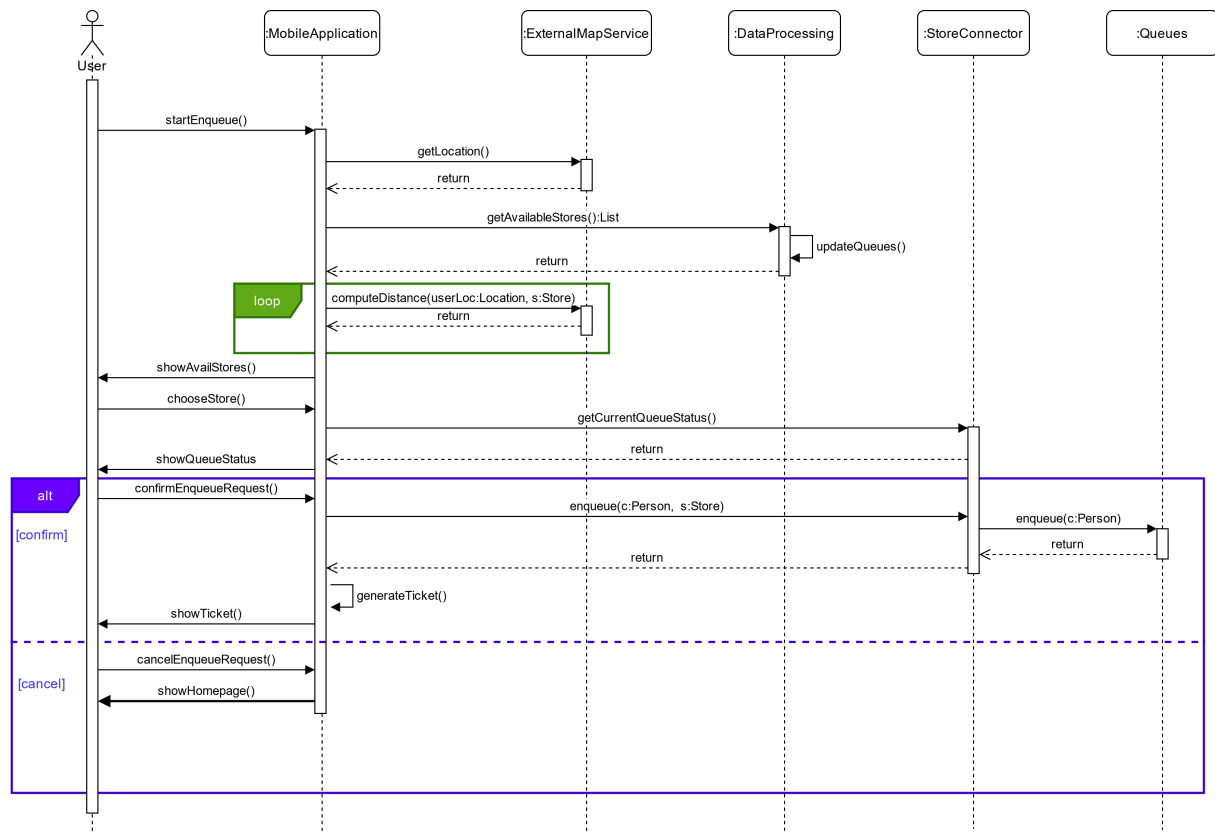 User
:MobileApplication
:ExternalMapService
:DataProcessing
:StoreConnector
:Queues
startEnqueue()
getLocation()
return
getAvailableStores():List
updateQueues()
return
loop
computeDistance(userLoc:Location, s:Store)
return
showAvailStores()
chooseStore()
getCurrentQueueStatus()
return
showQueueStatus
alt
confirmEnqueueRequest()
enqueue(c:Person,  s:Store)
enqueue(c:Person)
[confirm]
return
return
generateTicket()
showTicket()
cancelEnqueueRequest()
[cancel]
showHomepage()